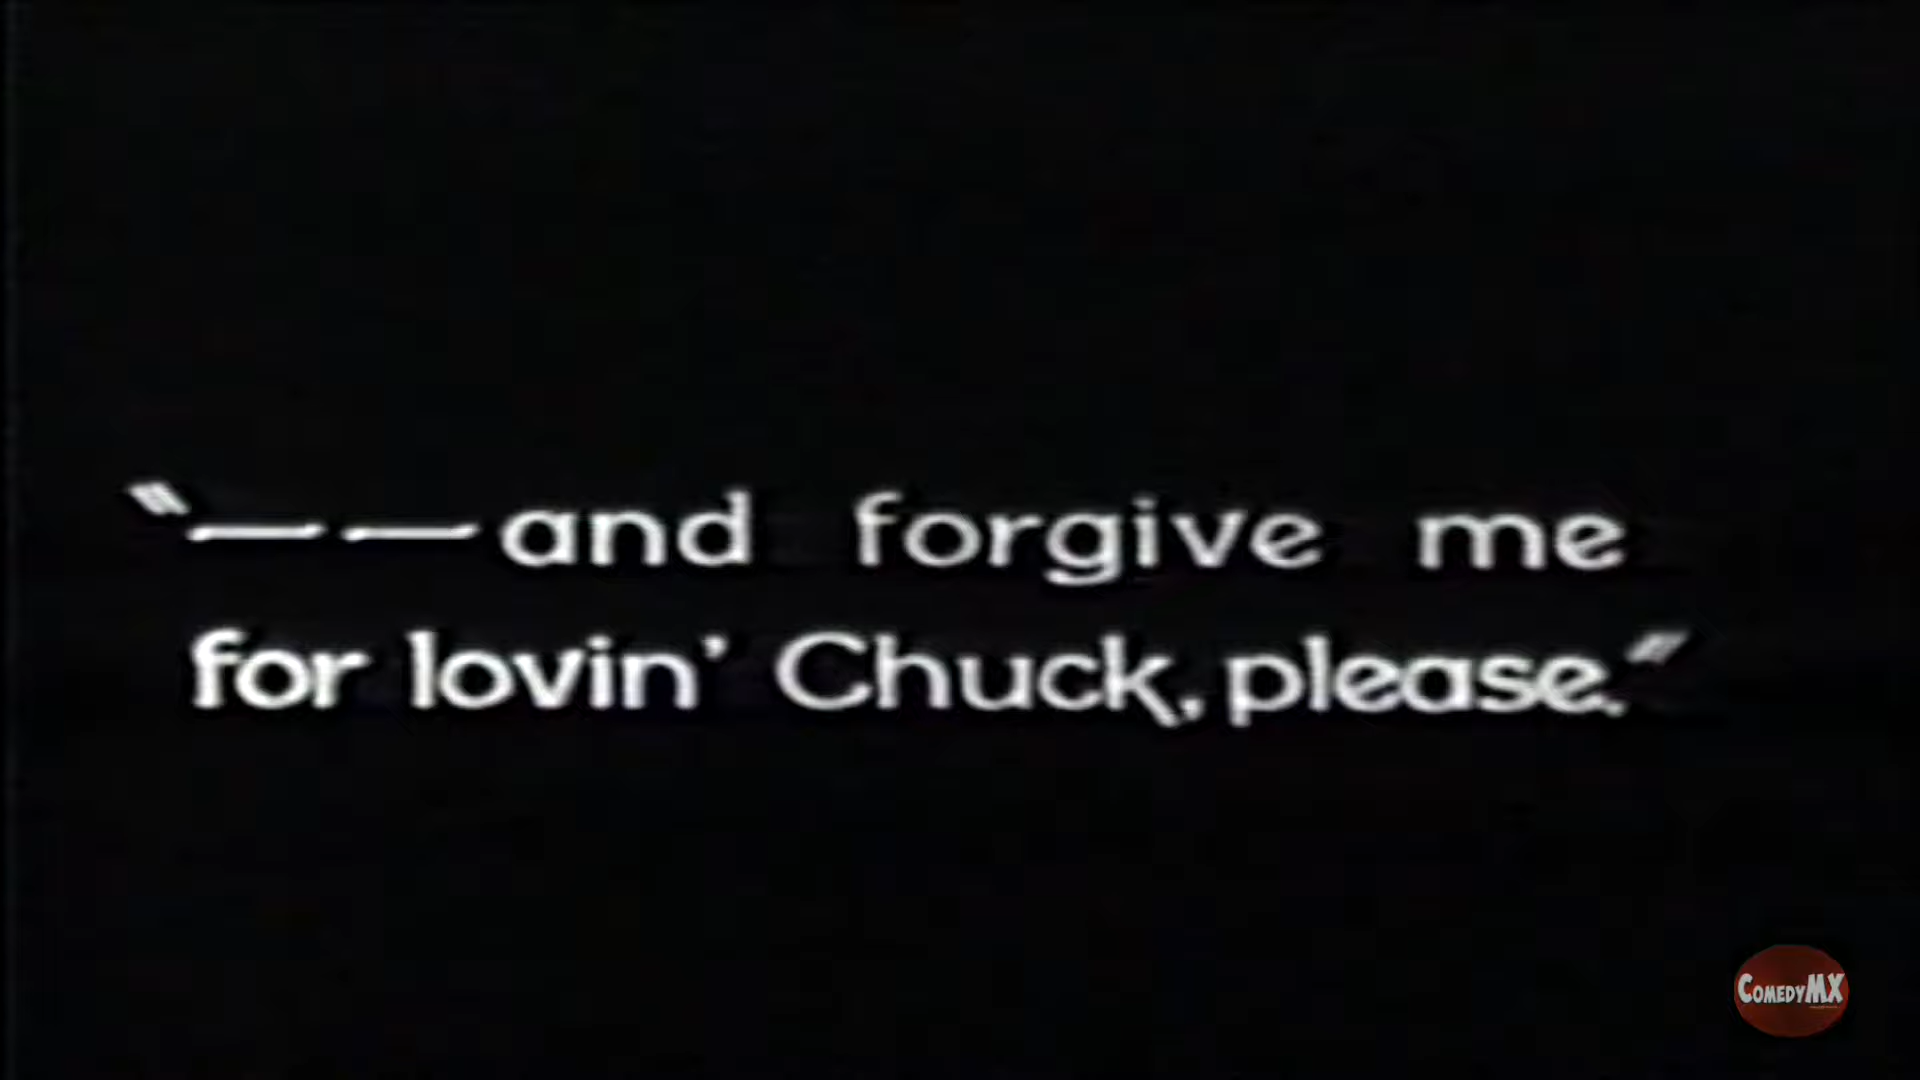 “——and forgive me
for lovin’ Chuck, please.”
ComedyMX